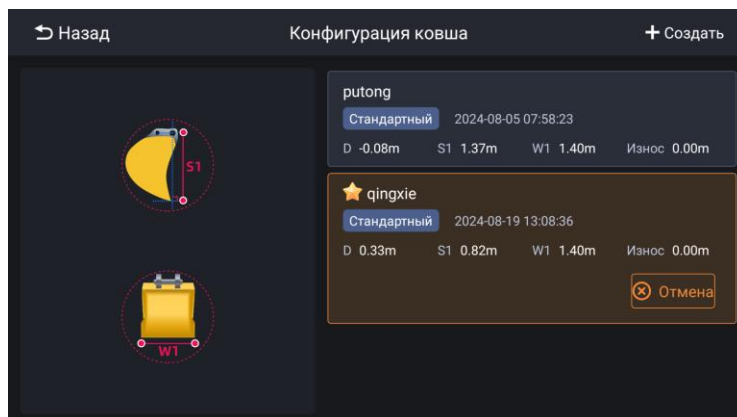 Назад
Конфигурация ковша
Создать
S1
W1
putong
Стандартный 2024-08-05 07:58:23
D -0.08m S1 1.37m W1 1.40m Износ 0.00m
qingxie
Стандартный 2024-08-19 13:08:36
D 0.33m S1 0.82m W1 1.40m Износ 0.00m
Отмена